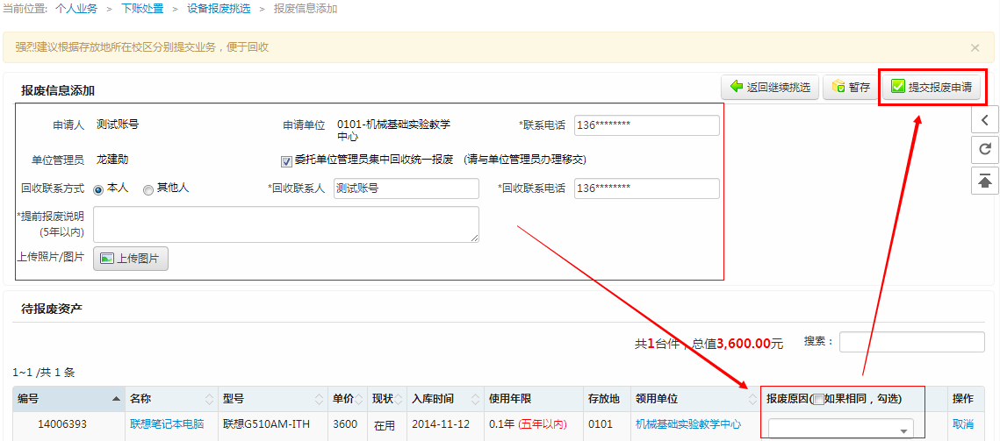 当前位置: 个人业务 > 下账处置 > 设备报废挑选 > 报废信息添加
强烈建议根据存放地所在校区分别提交业务，便于回收 ×
报废信息添加 返回继续挑选 暂存 提交报废申请
申请人 测试账号 申请单位 0101-机械基础实验教学中心 *联系电话 136********
单位管理员 龙建勋 委托单位管理员集中回收统一报废 (请与单位管理员办理移交)
回收联系方式 本人 其他人 *回收联系人 测试账号 *回收联系电话 136********
*提前报废说明
(5年以内)
上传照片/图片 上传图片
待报废资产
共1台件，总值3,600.00元 搜索：
1~1 /共 1 条
编号 名称 型号 单价 现状 入库时间 使用年限 存放地 领用单位 报废原因(如果相同，勾选) 操作
14006393 联想笔记本电脑 联想G510AM-ITH 3600 在用 2014-11-12 0.1年 (五年以内) 0101 机械基础实验教学中心 取消